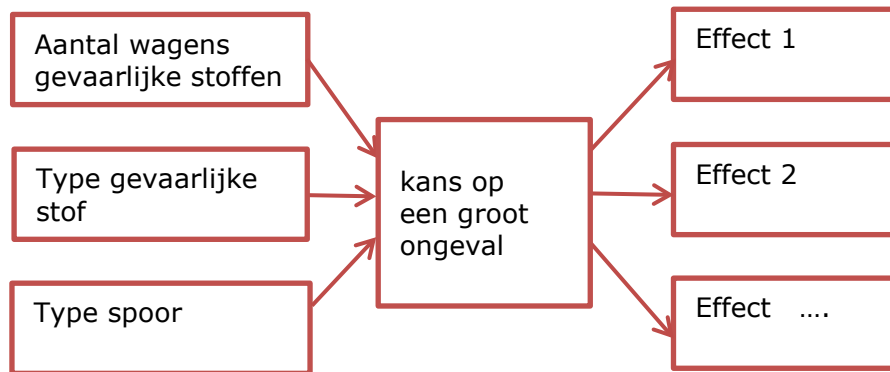 Aantal wagens
gevaarlijke stoffen
Type gevaarlijke
stof
Type spoor
kans op
een groot
ongeval
Effect 1
Effect 2
Effect ….